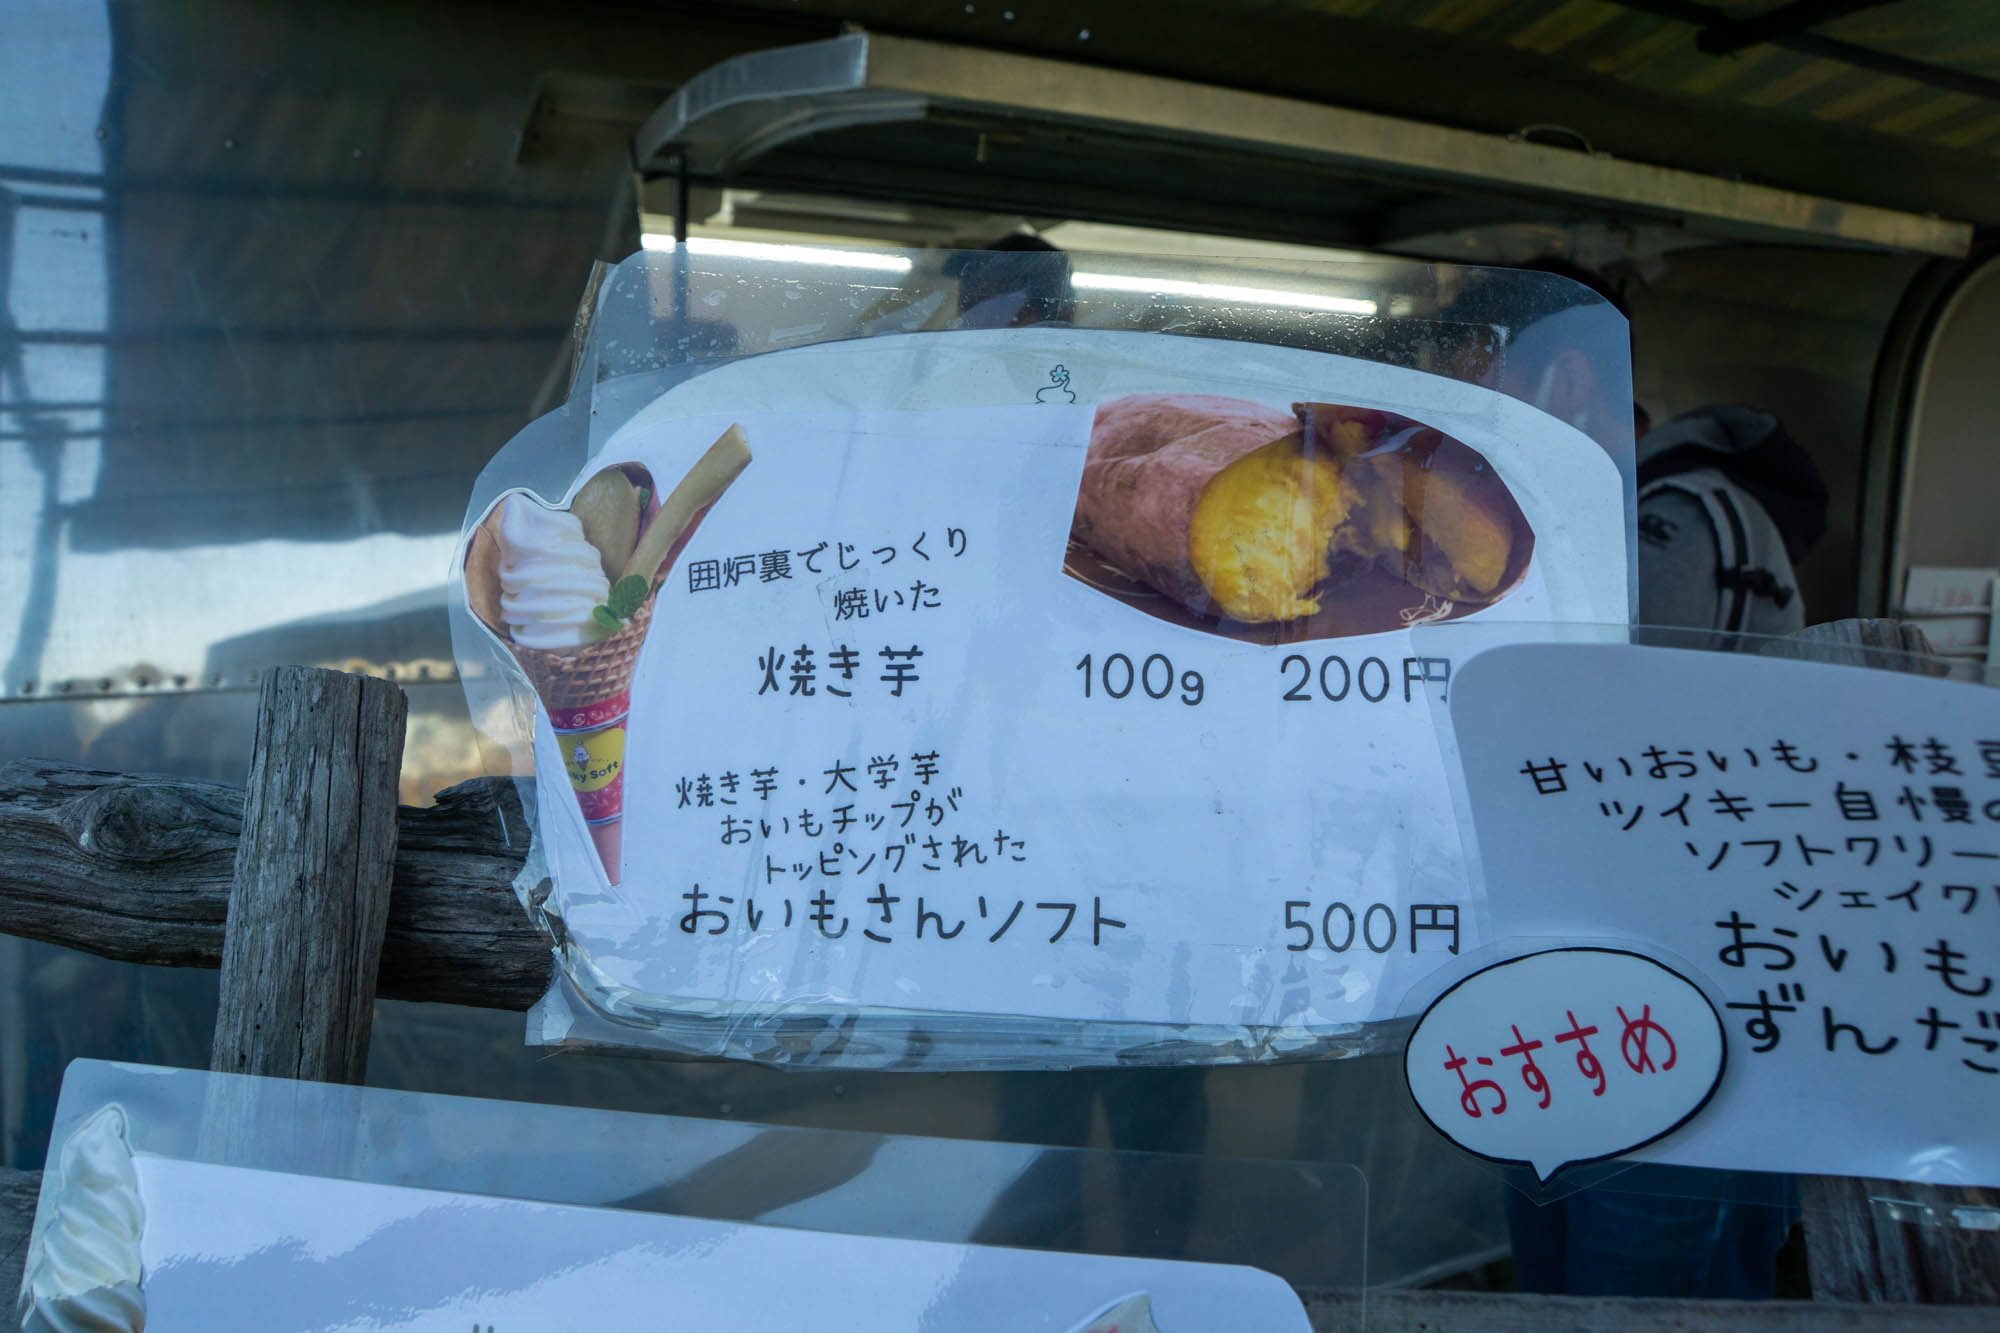 囲炉裏でじっくり
焼いた
焼き芋 100g 200円
焼き芋・大学芋
おいもチップが
トッピングされた
おいもさんソフト 500円
ky Soft
甘いおいも・枝
ツイキー自慢の
ソフトクリー
シェイク
おいも
ずんだ
おすすめ